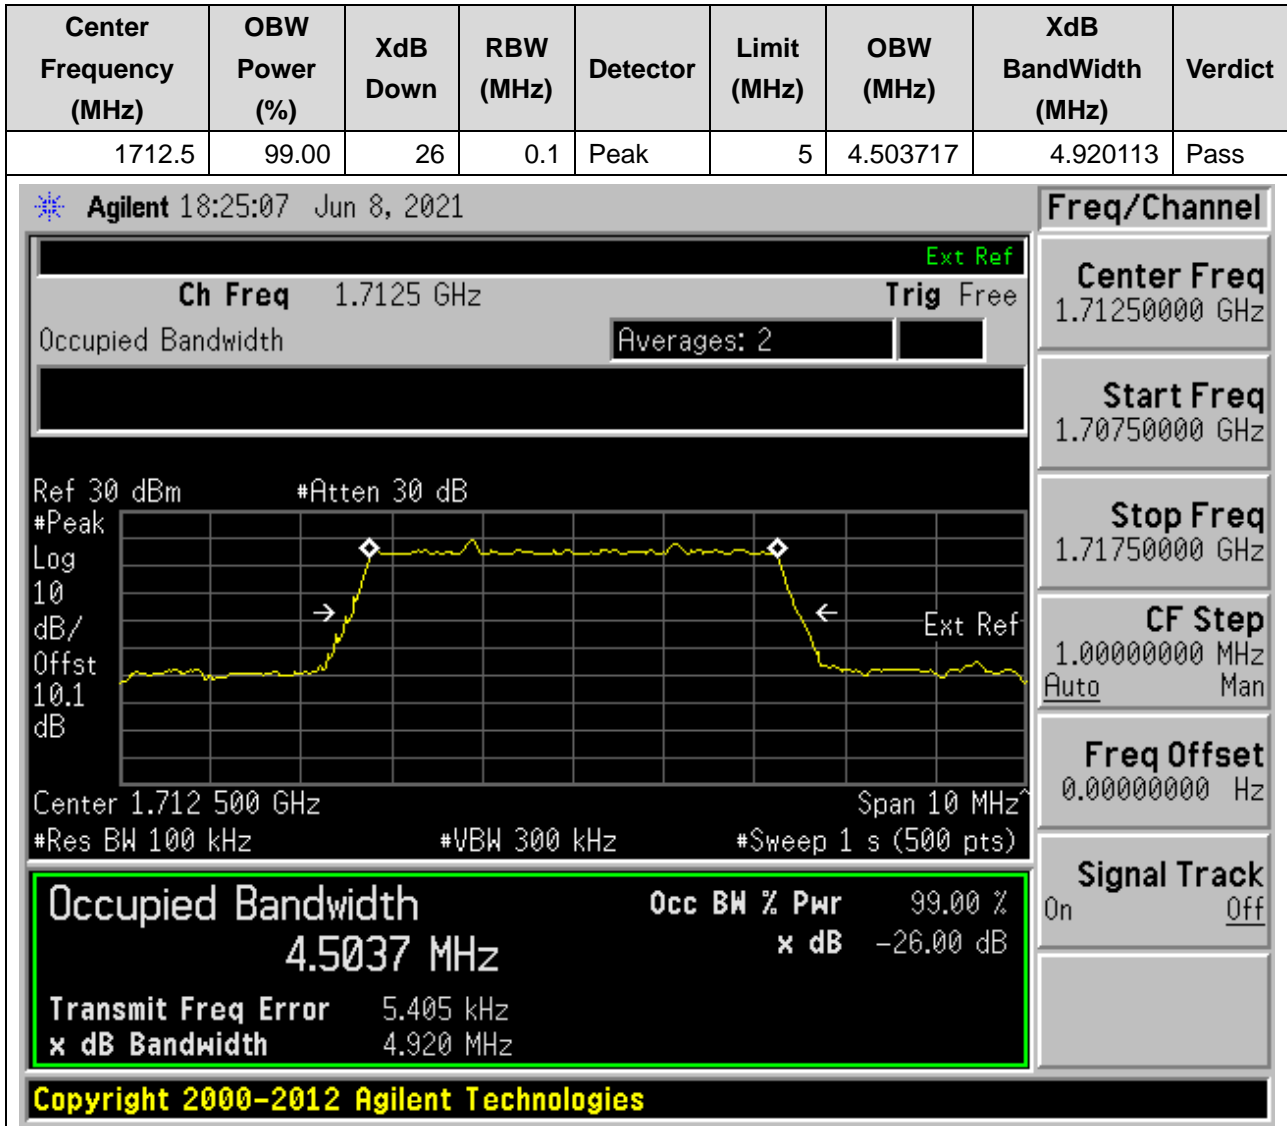 Center Frequency (MHz) OBW Power (%) XdB Down RBW (MHz) Detector Limit (MHz) OBW (MHz) XdB BandWidth (MHz) Verdict
1712.5 99.00 26 0.1 Peak 5 4.503717 4.920113 Pass
Agilent 18:25:07 Jun 8, 2021
Freq/Channel
Ext Ref
Ch Freq 1.7125 GHz Trig Free
Occupied Bandwidth Averages: 2
Ref 30 dBm #Atten 30 dB
#Peak
Log
10
dB/
Offst
10.1
dB
Ext Ref
Center 1.712 500 GHz Span 10 MHz^
#Res BW 100 kHz #VBW 300 kHz #Sweep 1 s (500 pts)
Occupied Bandwidth Occ BW % Pwr 99.00 %
4.5037 MHz x dB -26.00 dB
Transmit Freq Error 5.405 kHz
x dB Bandwidth 4.920 MHz
Center Freq
1.71250000 GHz
Start Freq
1.70750000 GHz
Stop Freq
1.71750000 GHz
CF Step
1.00000000 MHz
Auto Man
Freq Offset
0.00000000 Hz
Signal Track
On Off
Copyright 2000-2012 Agilent Technologies